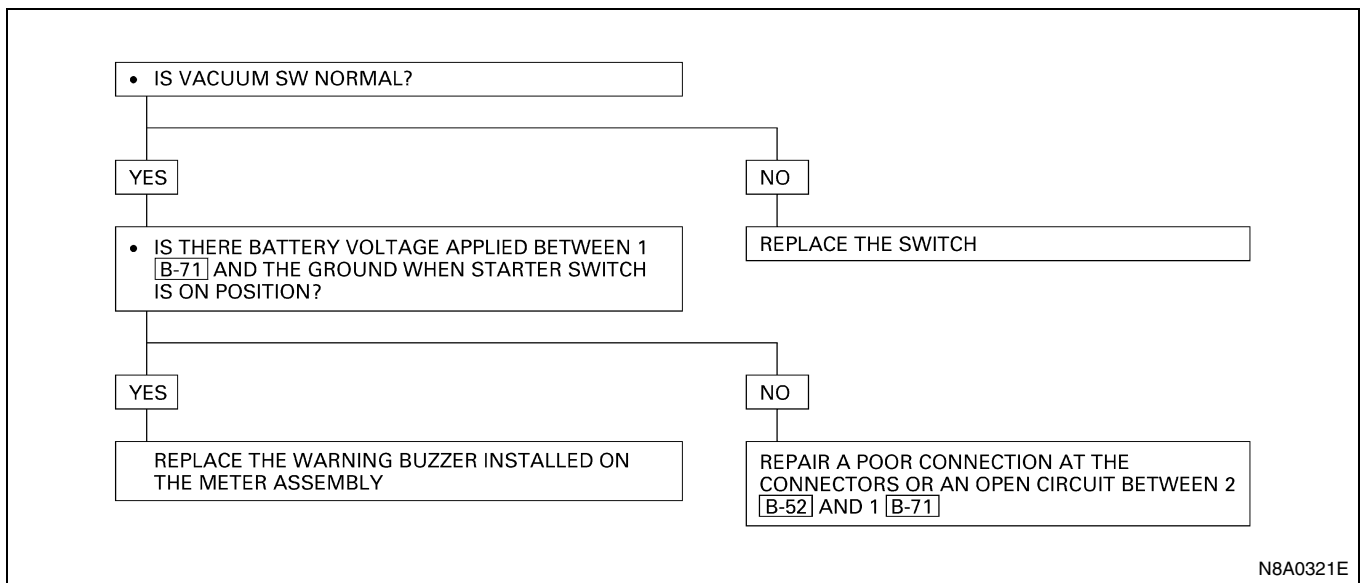 • IS VACUUM SW NORMAL?
YES
NO
• IS THERE BATTERY VOLTAGE APPLIED BETWEEN 1
B-71 AND THE GROUND WHEN STARTER SWITCH
IS ON POSITION?
REPLACE THE SWITCH
YES
NO
REPLACE THE WARNING BUZZER INSTALLED ON
THE METER ASSEMBLY
REPAIR A POOR CONNECTION AT THE
CONNECTORS OR AN OPEN CIRCUIT BETWEEN 2
B-52 AND 1 B-71
N8A0321E